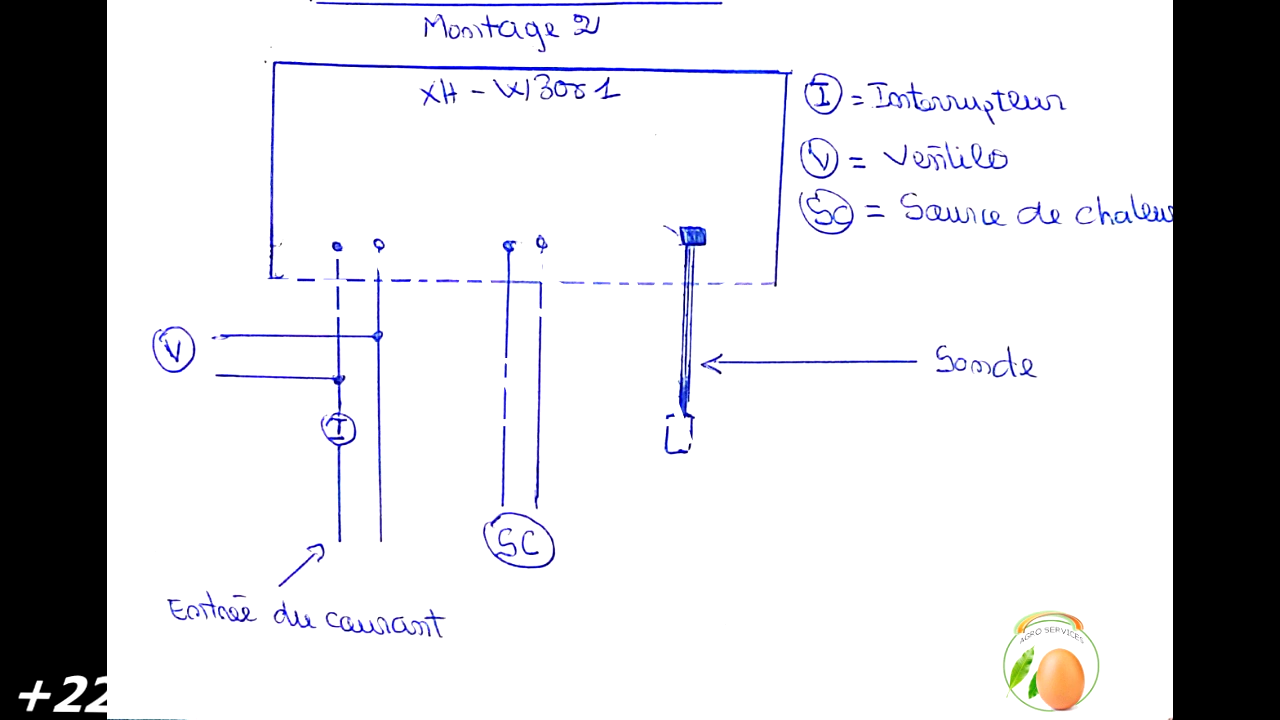 Montage 2
XH - W3001
I = Interrupteur
V = Ventilo
SC = Source de chaleur
V
Sonde
I
SC
Entrée du courant
AGRO SERVICES
+22